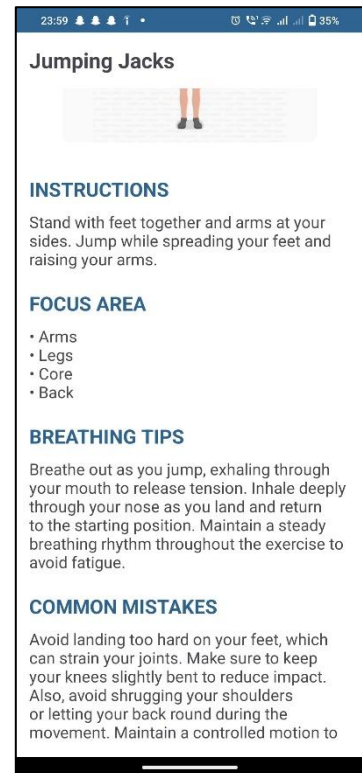 23:59 35%
Jumping Jacks
INSTRUCTIONS
Stand with feet together and arms at your
sides. Jump while spreading your feet and
raising your arms.
FOCUS AREA
• Arms
• Legs
• Core
• Back
BREATHING TIPS
Breathe out as you jump, exhaling through
your mouth to release tension. Inhale deeply
through your nose as you land and return
to the starting position. Maintain a steady
breathing rhythm throughout the exercise to
avoid fatigue.
COMMON MISTAKES
Avoid landing too hard on your feet, which
can strain your joints. Make sure to keep
your knees slightly bent to reduce impact.
Also, avoid shrugging your shoulders
or letting your back round during the
movement. Maintain a controlled motion to